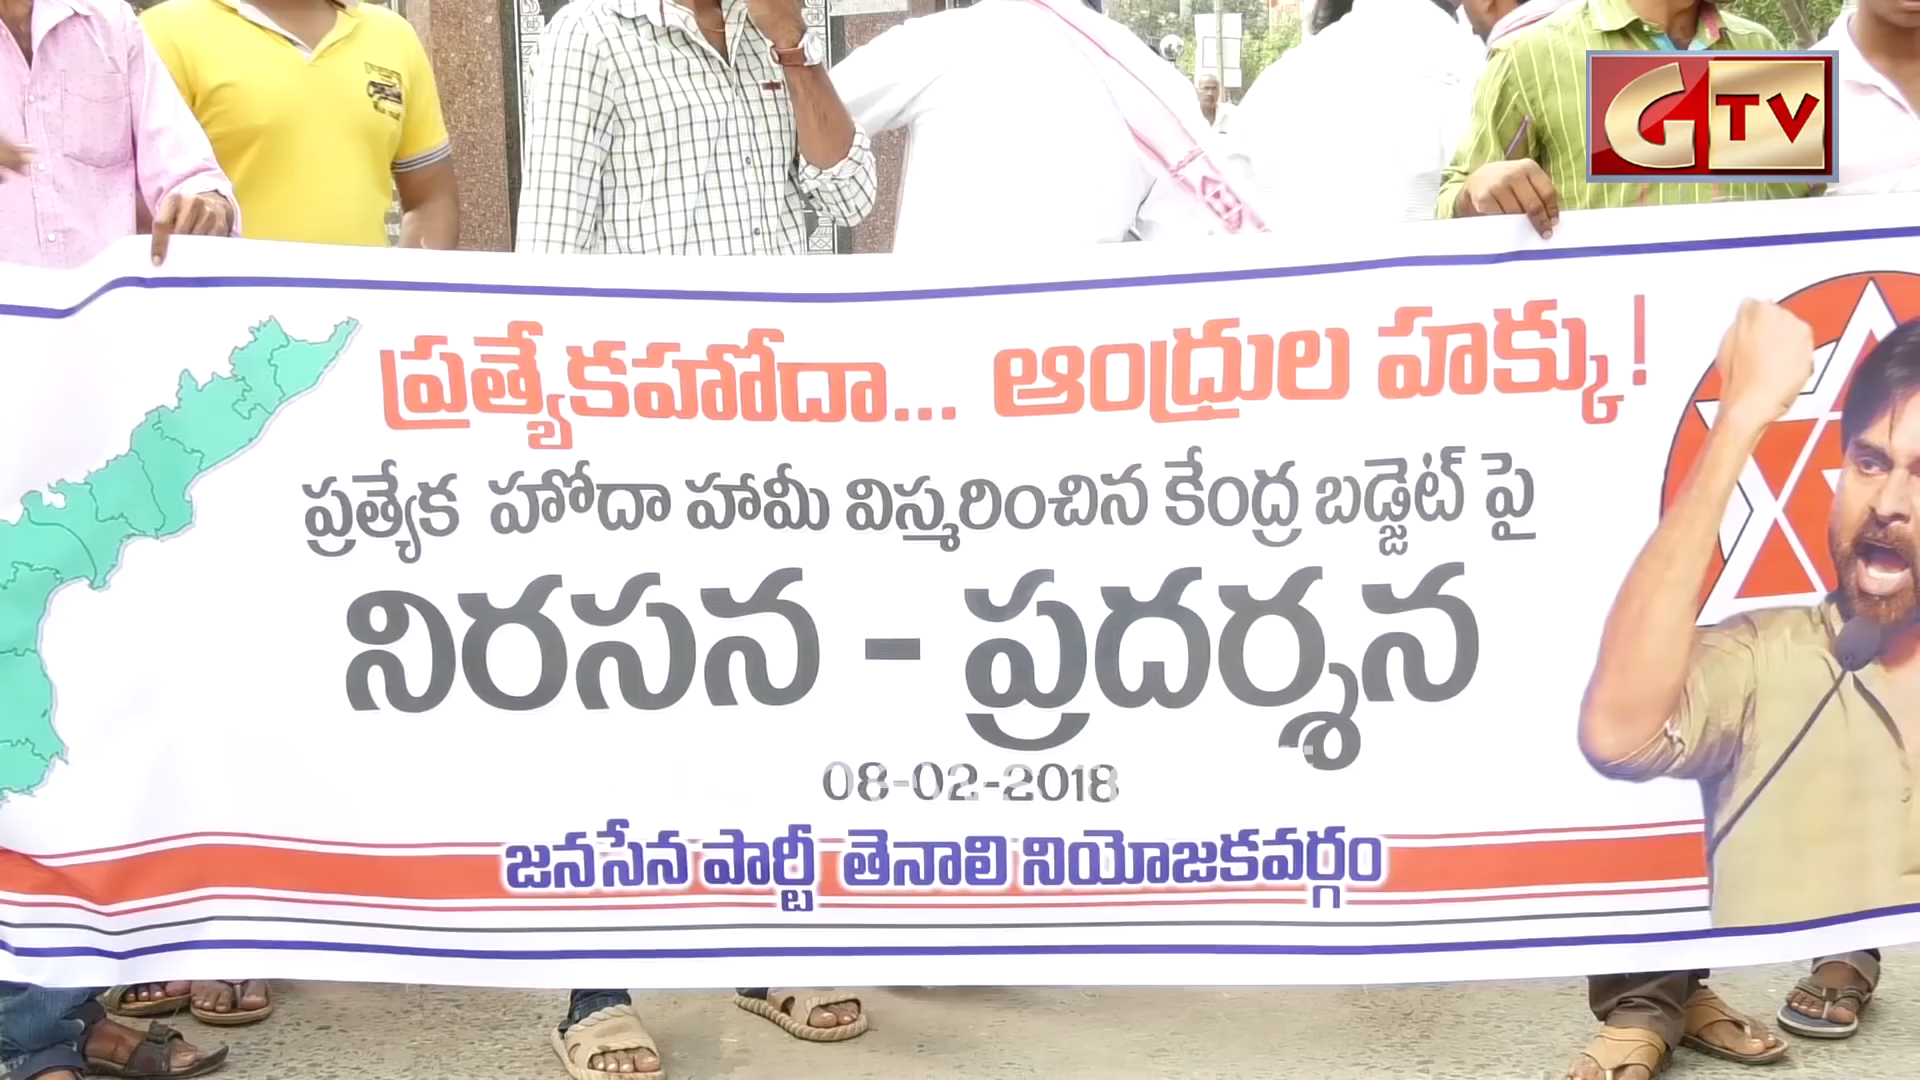 GTV
ప్రత్యేకహోదా... ఆంధ్రుల హక్కు!
ప్రత్యేక హోదా హామీ విస్మరించిన కేంద్ర బడ్జెట్ పై
నిరసన - ప్రదర్శన
08-02-2018
జనసేన పార్టీ తెనాలి నియోజకవర్గం